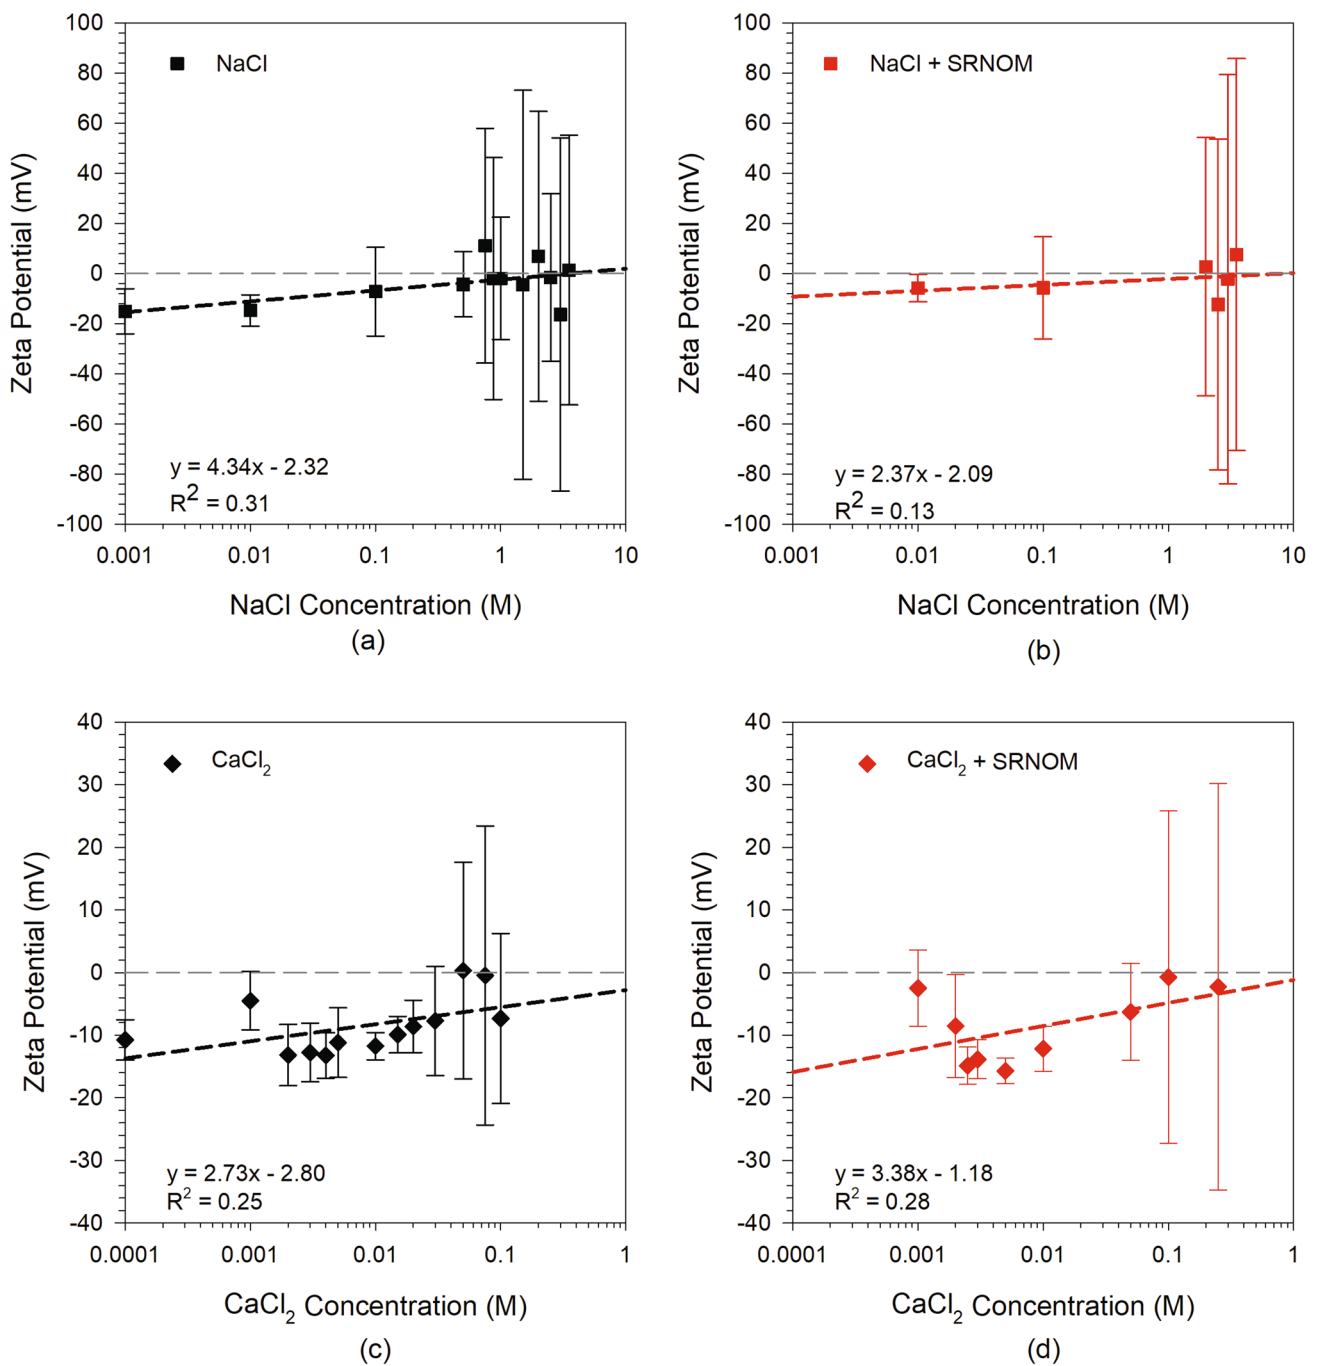 NaCl
Zeta Potential (mV)
100
80
60
40
20
0
-20
-40
-60
-80
-100
y = 4.34x - 2.32
R2 = 0.31
0.001
0.01
0.1
1
10
NaCl Concentration (M)
(a)
NaCl + SRNOM
Zeta Potential (mV)
100
80
60
40
20
0
-20
-40
-60
-80
-100
y = 2.37x - 2.09
R2 = 0.13
0.001
0.01
0.1
1
10
NaCl Concentration (M)
(b)
CaCl2
Zeta Potential (mV)
40
30
20
10
0
-10
-20
-30
-40
y = 2.73x - 2.80
R2 = 0.25
0.0001
0.001
0.01
0.1
1
CaCl2 Concentration (M)
(c)
CaCl2 + SRNOM
Zeta Potential (mV)
40
30
20
10
0
-10
-20
-30
-40
y = 3.38x - 1.18
R2 = 0.28
0.0001
0.001
0.01
0.1
1
CaCl2 Concentration (M)
(d)